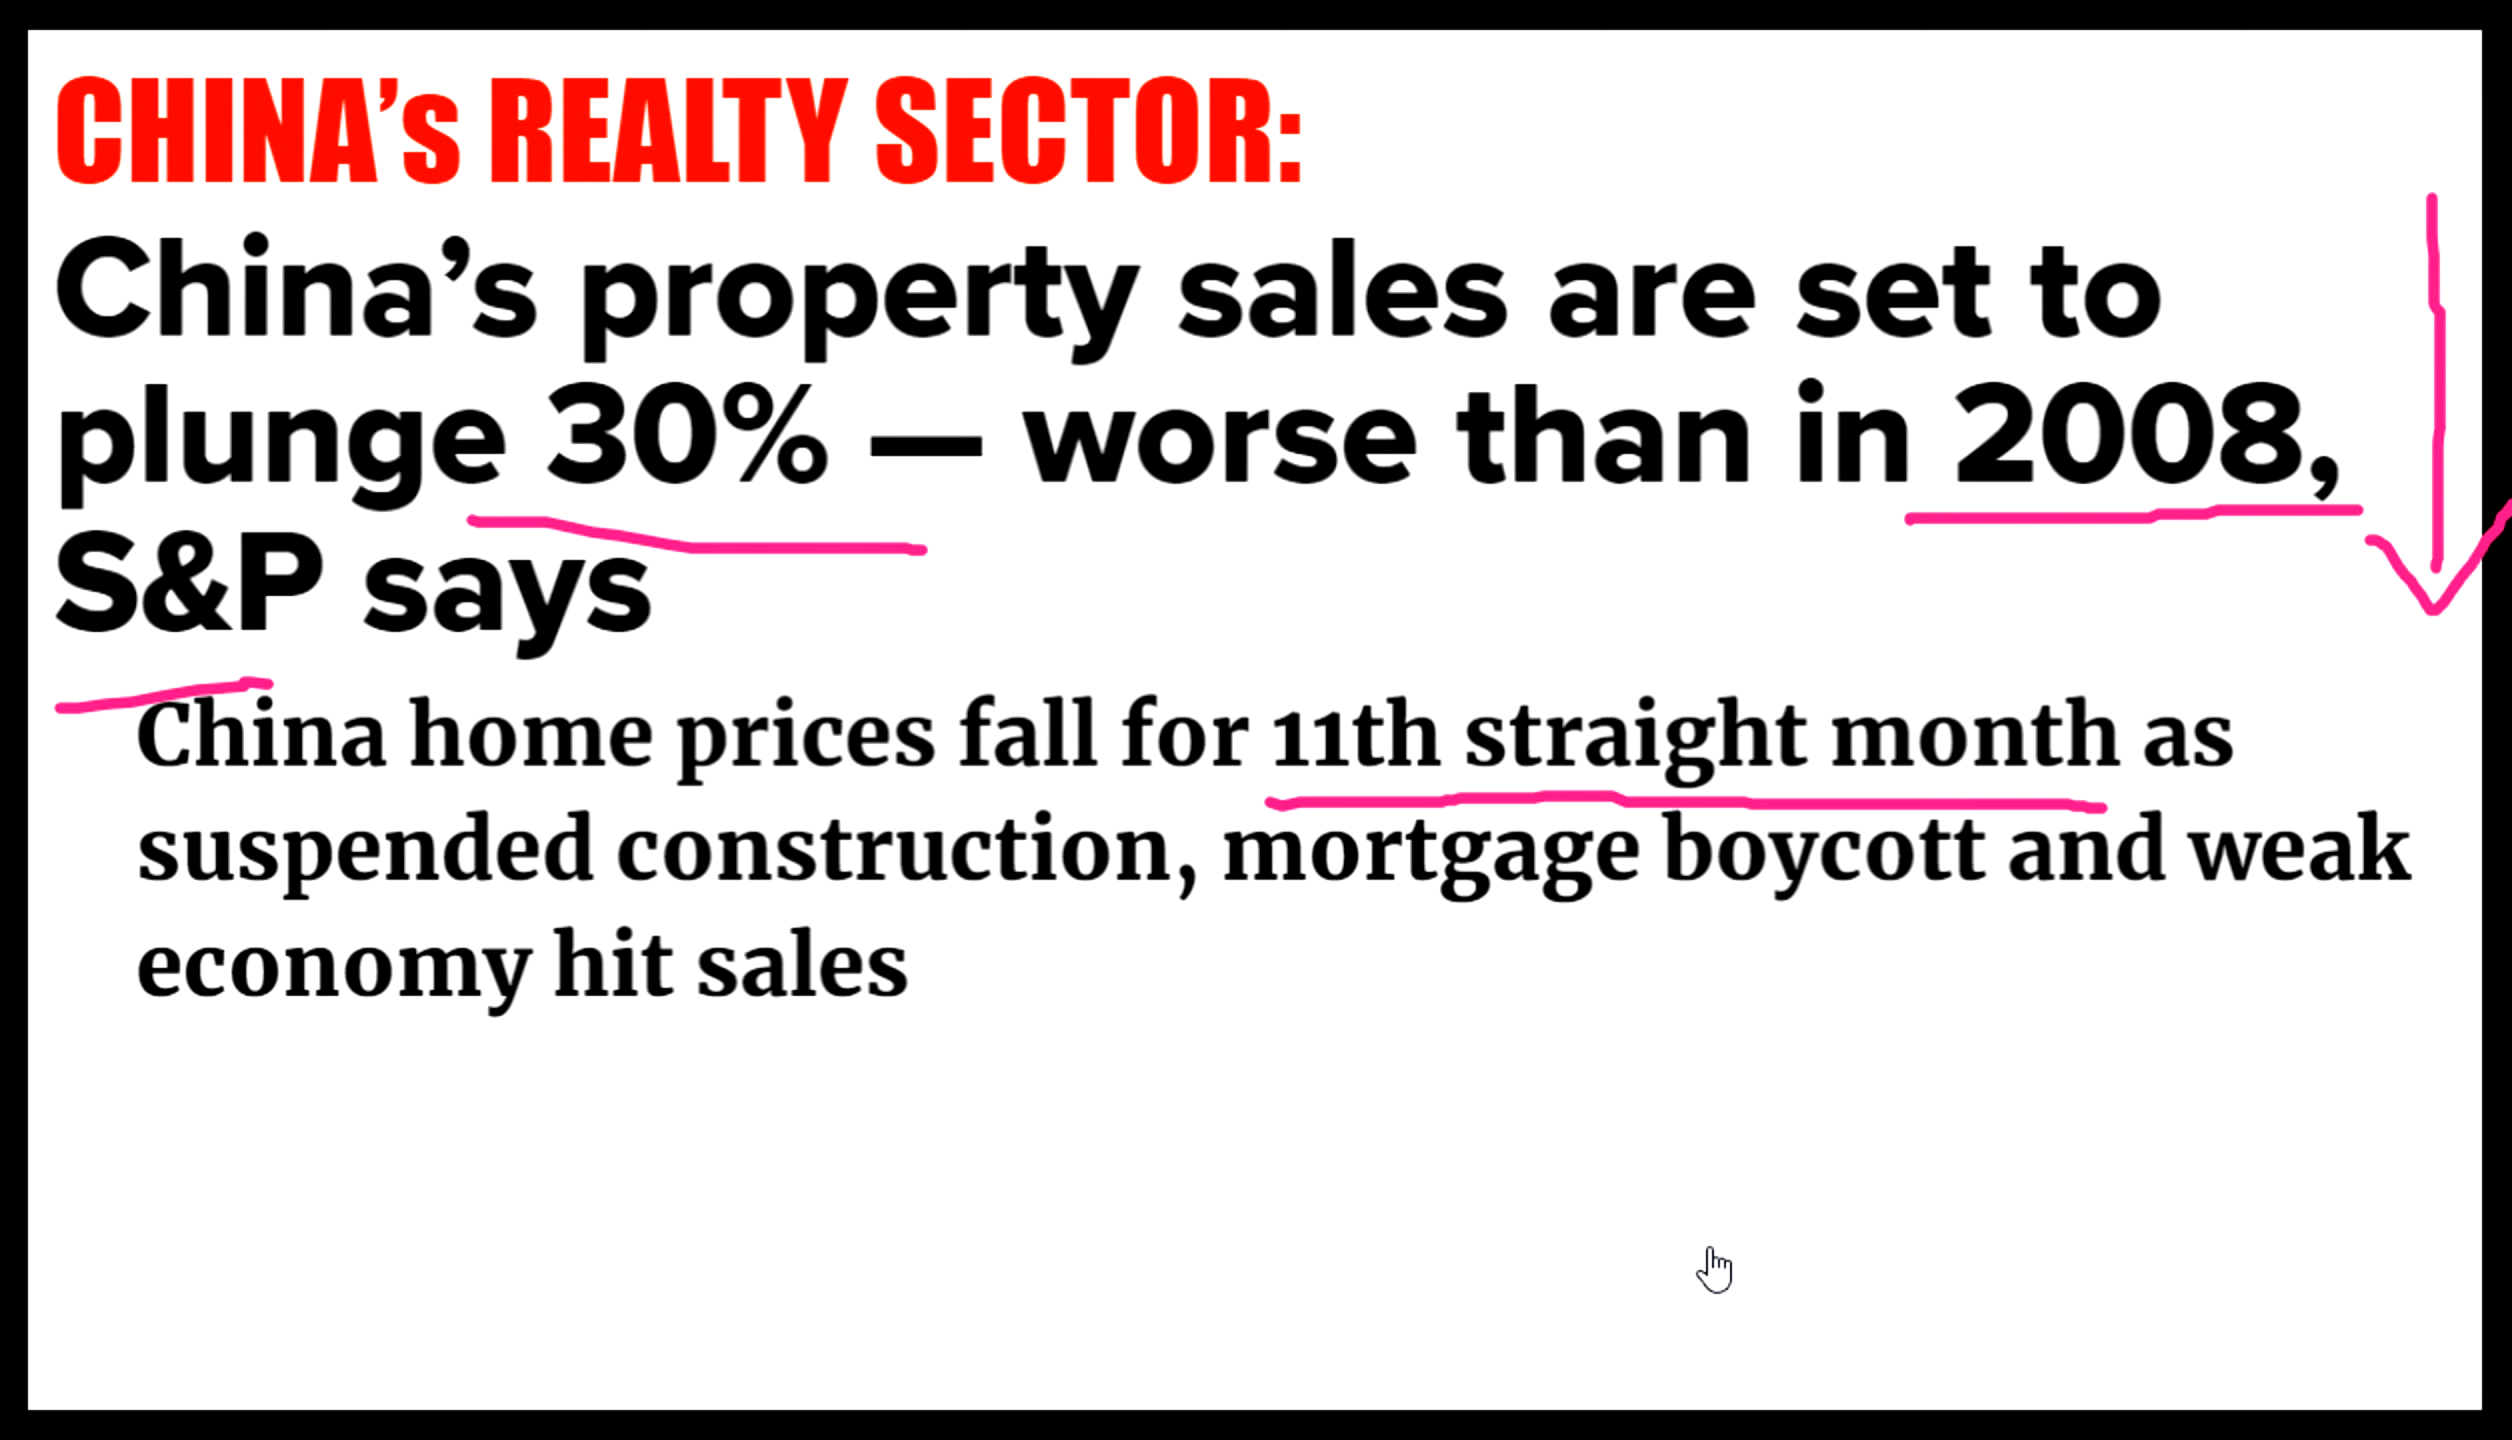 CHINA’s REALTY SECTOR:
China’s property sales are set to
plunge 30% — worse than in 2008,
S&P says
China home prices fall for 11th straight month as
suspended construction, mortgage boycott and weak
economy hit sales